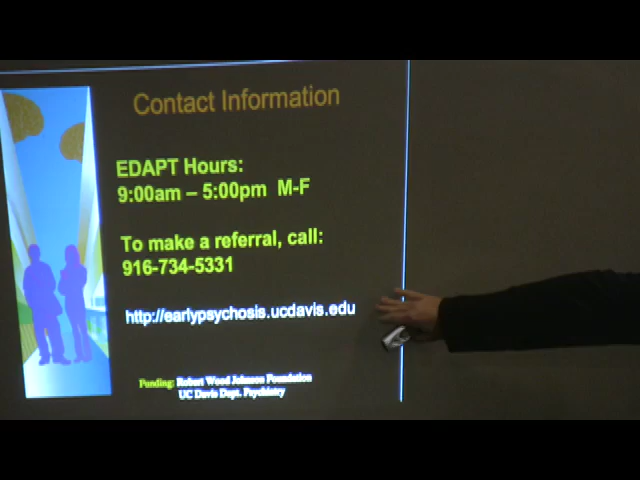 Contact Information
EDAPT Hours:
9:00am – 5:00pm M-F
To make a referral, call:
916-734-5331
http://earlypsychosis.ucdavis.edu
Funding: Robert Wood Johnson Foundation
UC Davis Dept. Psychiatry